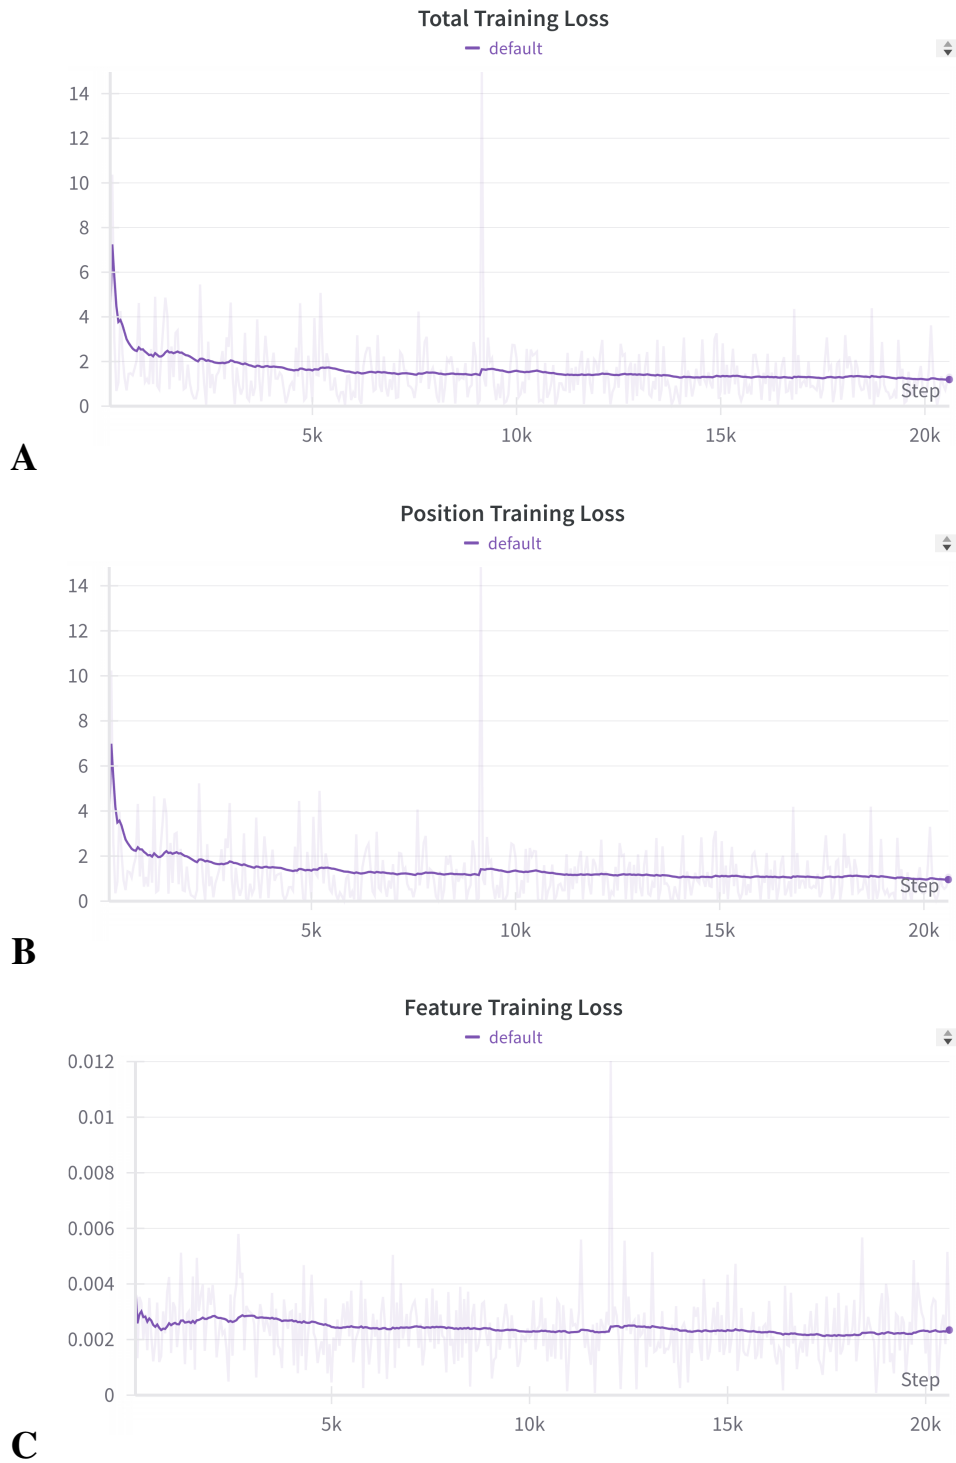 Total Training Loss
default
14
12
10
8
6
4
2
0
Step
5k 10k 15k 20k
A
Position Training Loss
default
14
12
10
8
6
4
2
0
Step
5k 10k 15k 20k
B
Feature Training Loss
default
0.012
0.01
0.008
0.006
0.004
0.002
0
Step
5k 10k 15k 20k
C